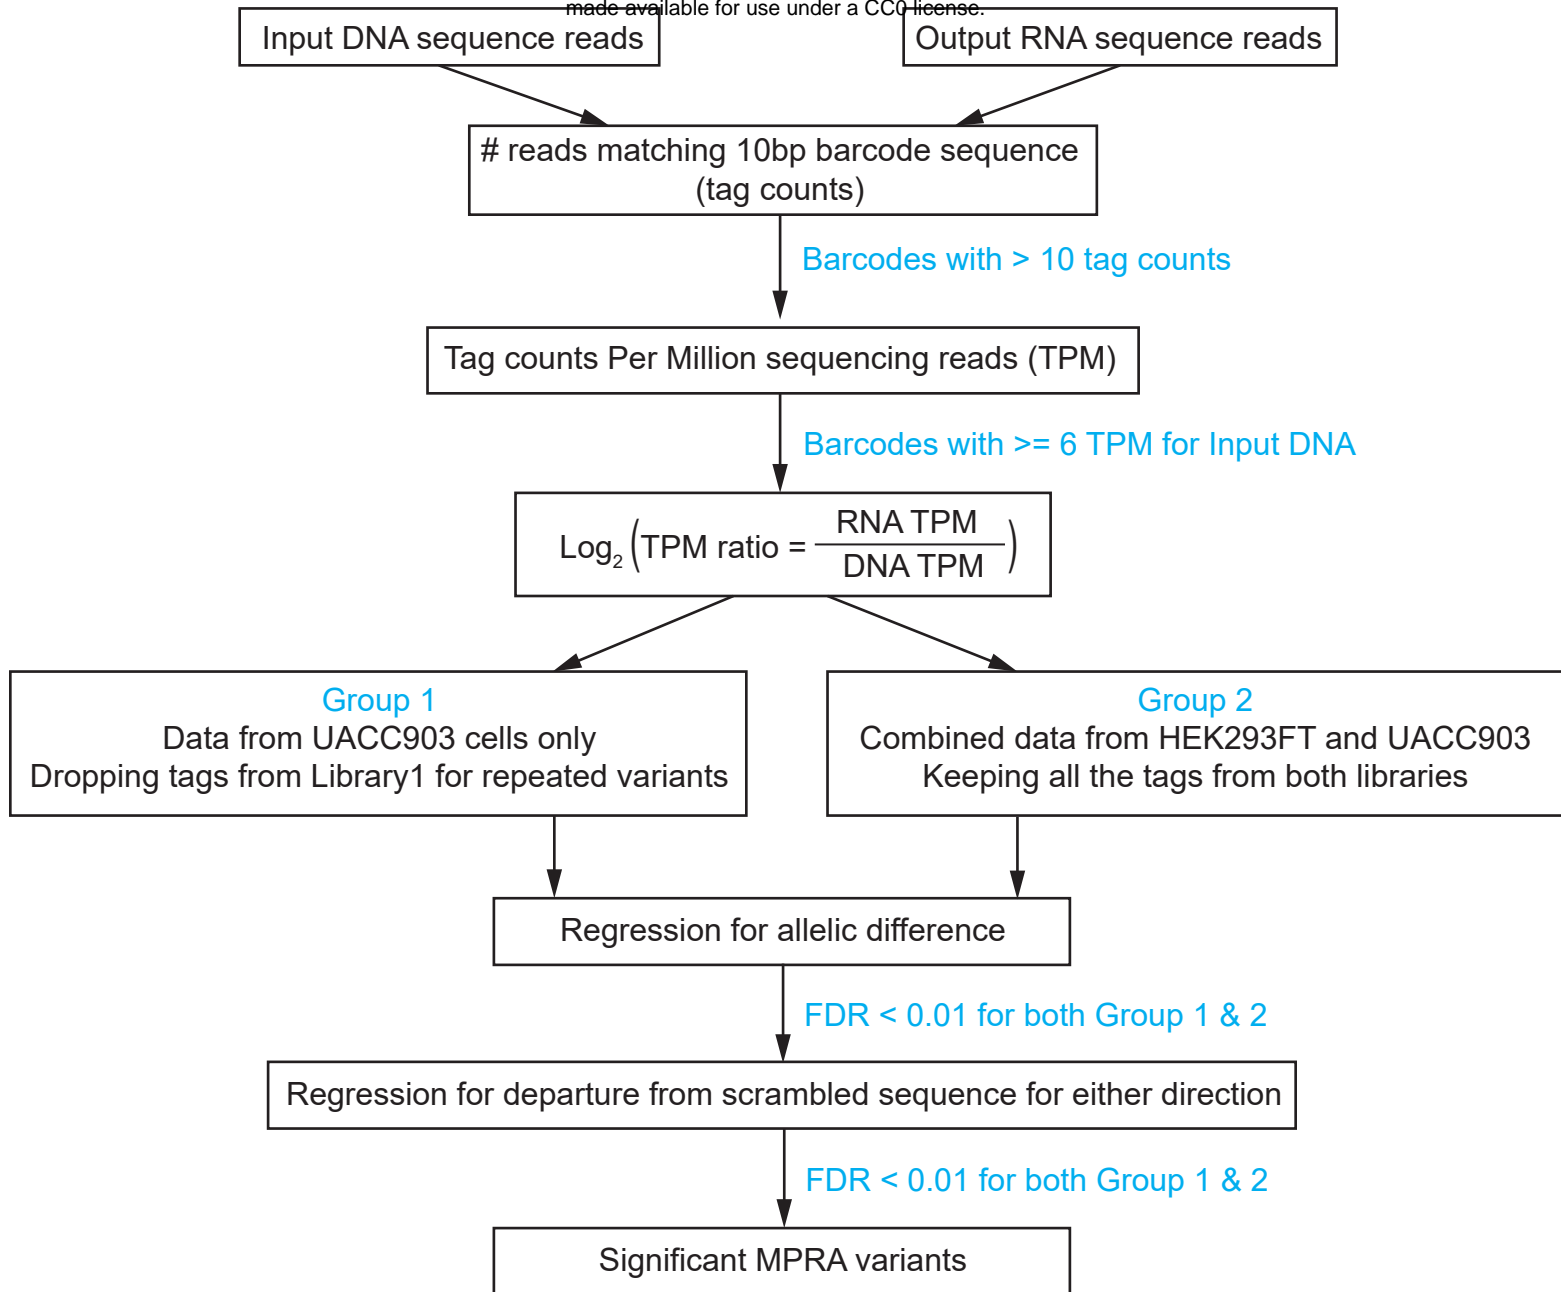 made available for use under a CC0 license.
Input DNA sequence reads
Output RNA sequence reads
# reads matching 10bp barcode sequence
(tag counts)
Barcodes with > 10 tag counts
Tag counts Per Million sequencing reads (TPM)
Barcodes with >= 6 TPM for Input DNA
Log2 (TPM ratio = RNA TPM / DNA TPM)
Group 1
Data from UACC903 cells only
Dropping tags from Library1 for repeated variants
Group 2
Combined data from HEK293FT and UACC903
Keeping all the tags from both libraries
Regression for allelic difference
FDR < 0.01 for both Group 1 & 2
Regression for departure from scrambled sequence for either direction
FDR < 0.01 for both Group 1 & 2
Significant MPRA variants